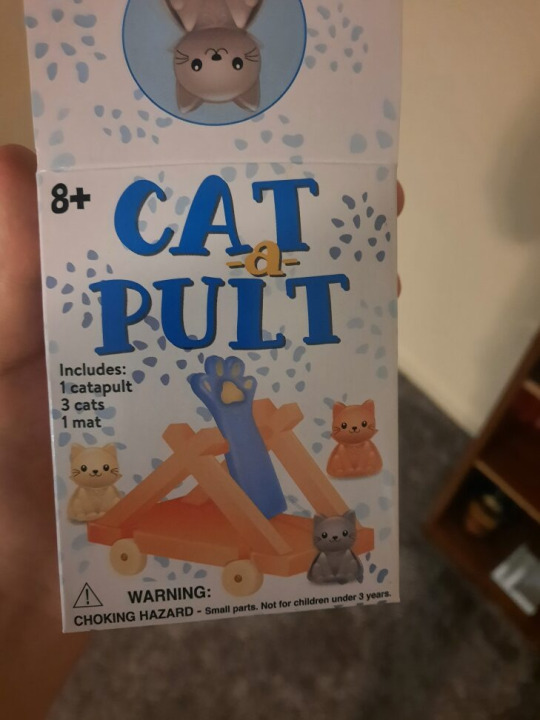 8+
CAT
-a-
PULT
Includes:
1 catapult
3 cats
1 mat
WARNING:
CHOKING HAZARD - Small parts. Not for children under 3 years.